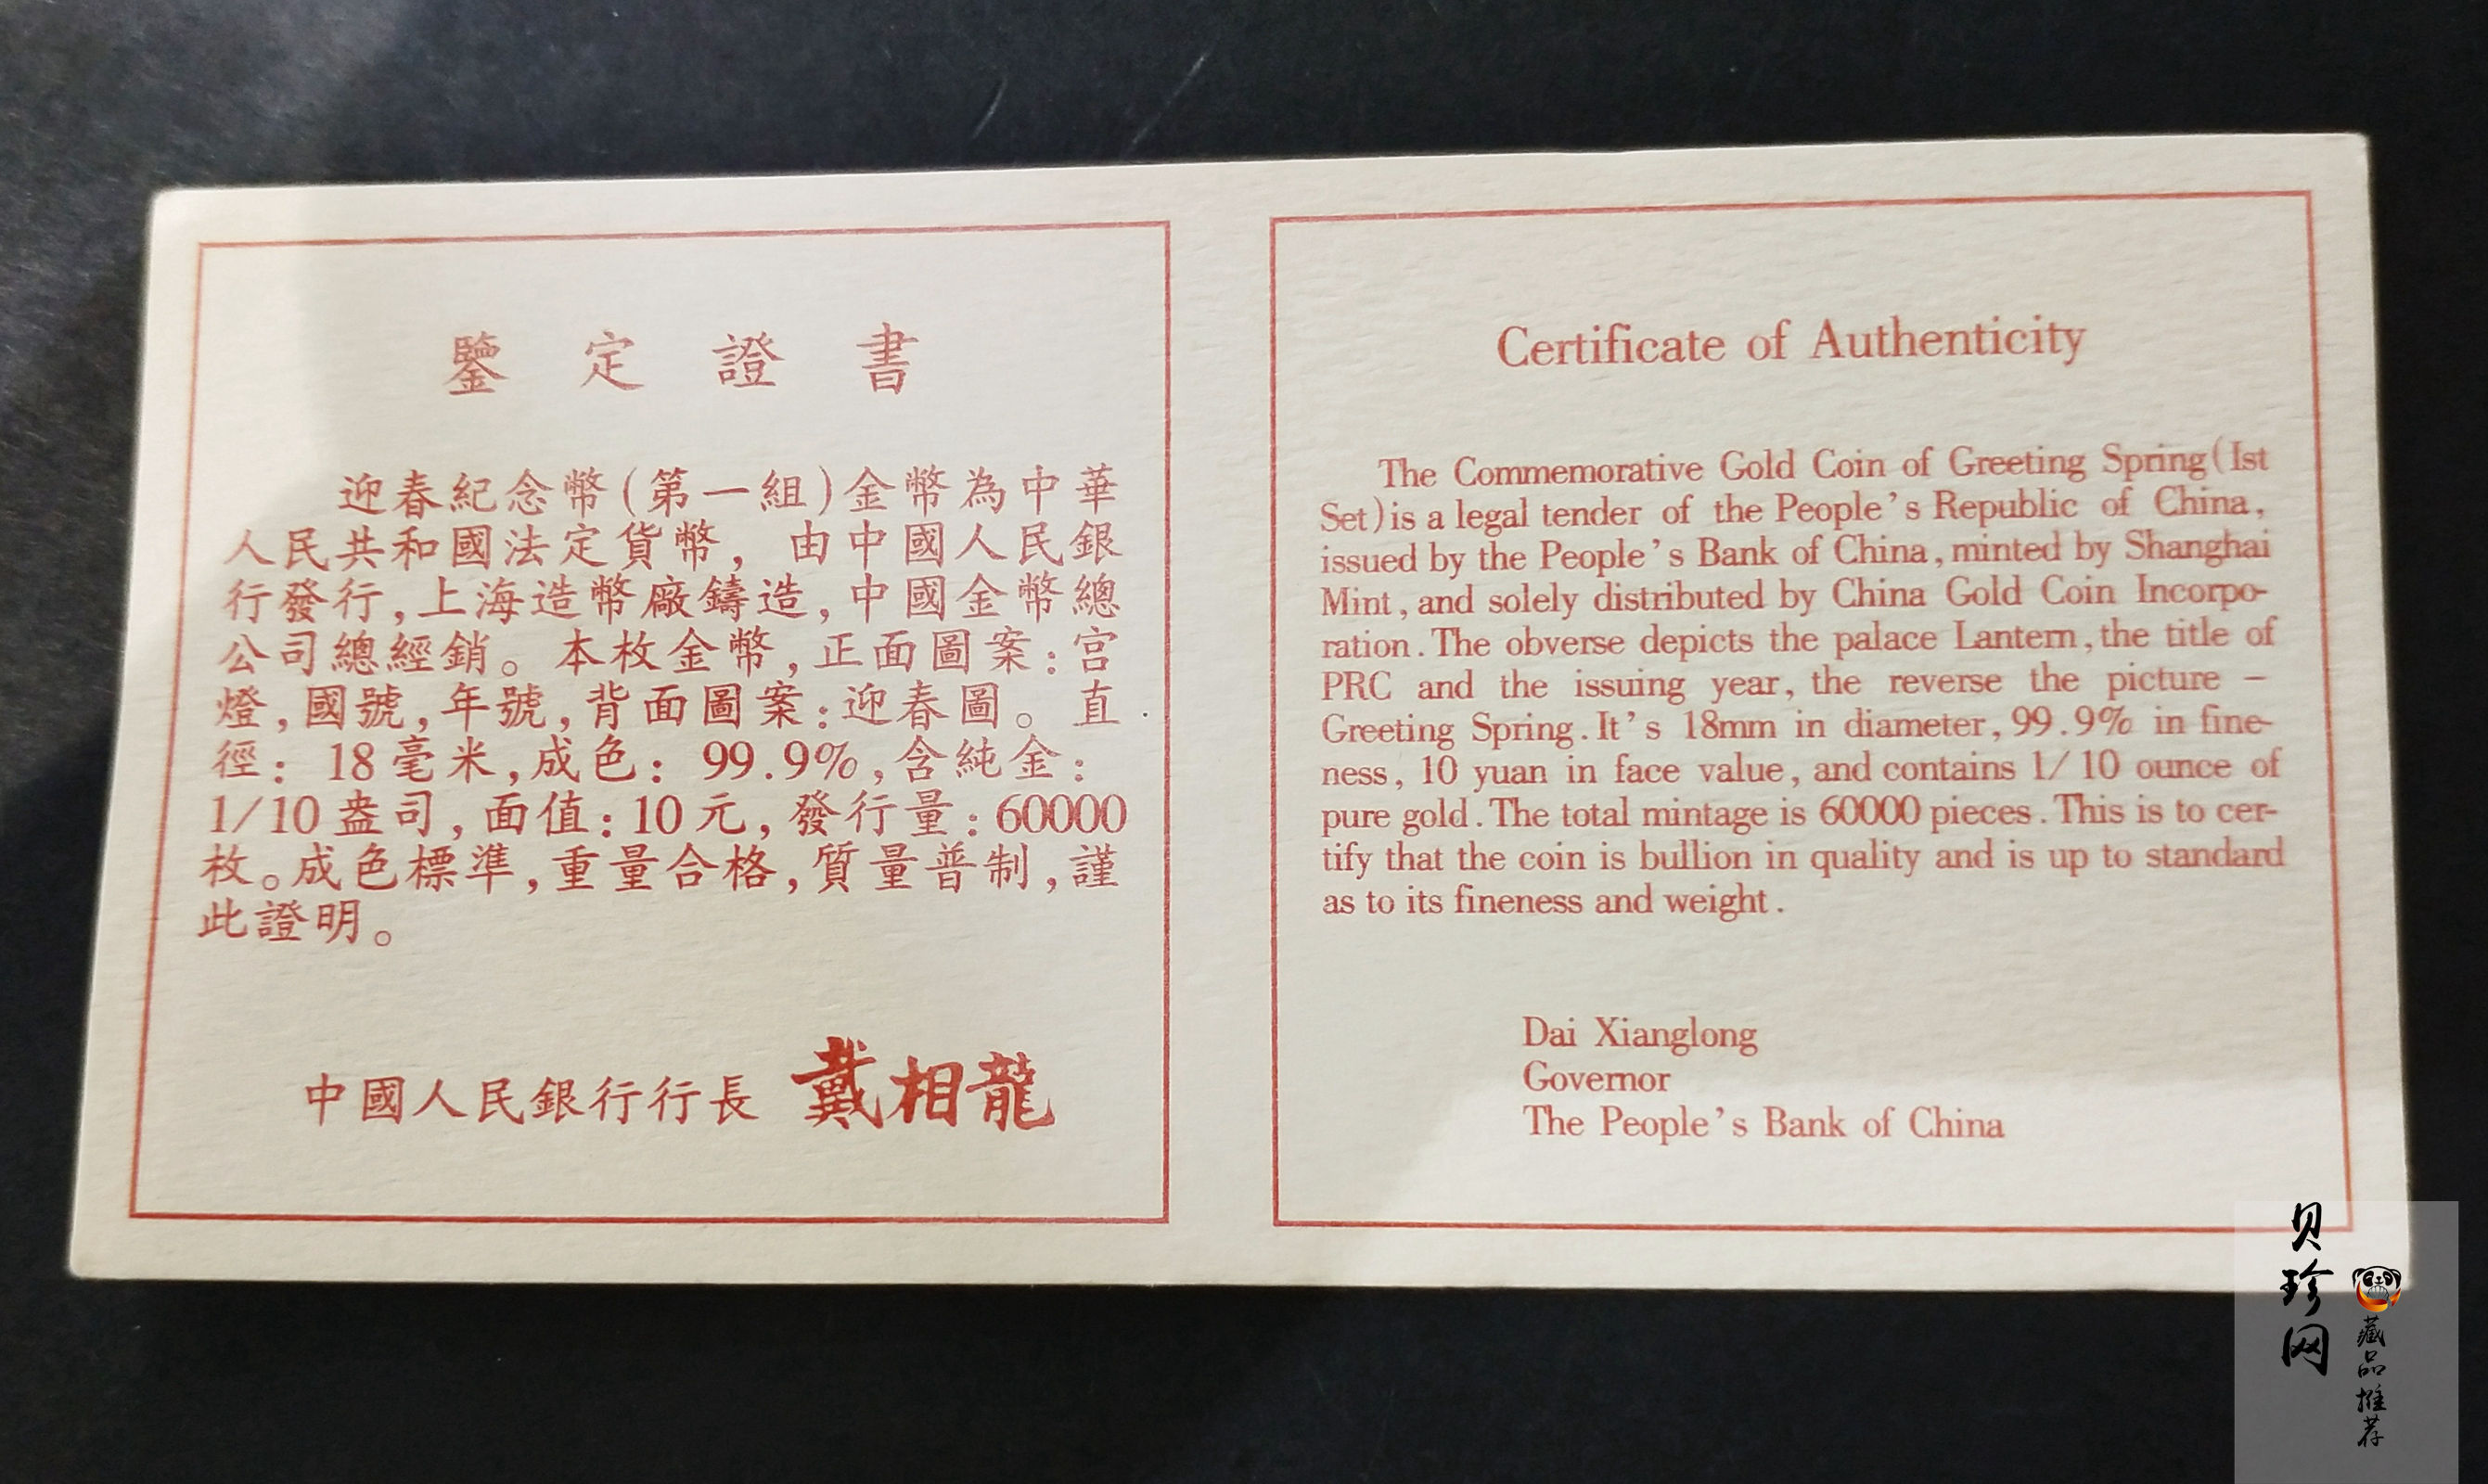 鑒定證書
迎春紀念幣(第一組)金幣為中華
人民共和國法定貨幣,由中國人民銀
行發行,上海造幣廠鑄造,中國金幣總
公司總經銷。本枚金幣,正面圖案:宮
燈,國號,年號,背面圖案:迎春圖。直
徑:18毫米,成色:99.9%,含純金:
1/10盎司,面值:10元,發行量:60000
枚。成色標準,重量合格,質量普制,謹
此證明。
中國人民銀行行長 戴相龍
Certificate of Authenticity
The Commemorative Gold Coin of Greeting Spring(Ist
Set)is a legal tender of the People's Republic of China,
issued by the People's Bank of China,minted by Shanghai
Mint,and solely distributed by China Gold Coin Incorpo-
ration.The obverse depicts the palace Lantern,the title of
PRC and the issuing year,the reverse the picture –
Greeting Spring.It's 18mm in diameter,99.9% in fine-
ness,10 yuan in face value,and contains 1/10 ounce of
pure gold.The total mintage is 60000 pieces.This is to cer-
tify that the coin is bullion in quality and is up to standard
as to its fineness and weight.
Dai Xianglong
Governor
The People's Bank of China
贝珍网
藏品推荐